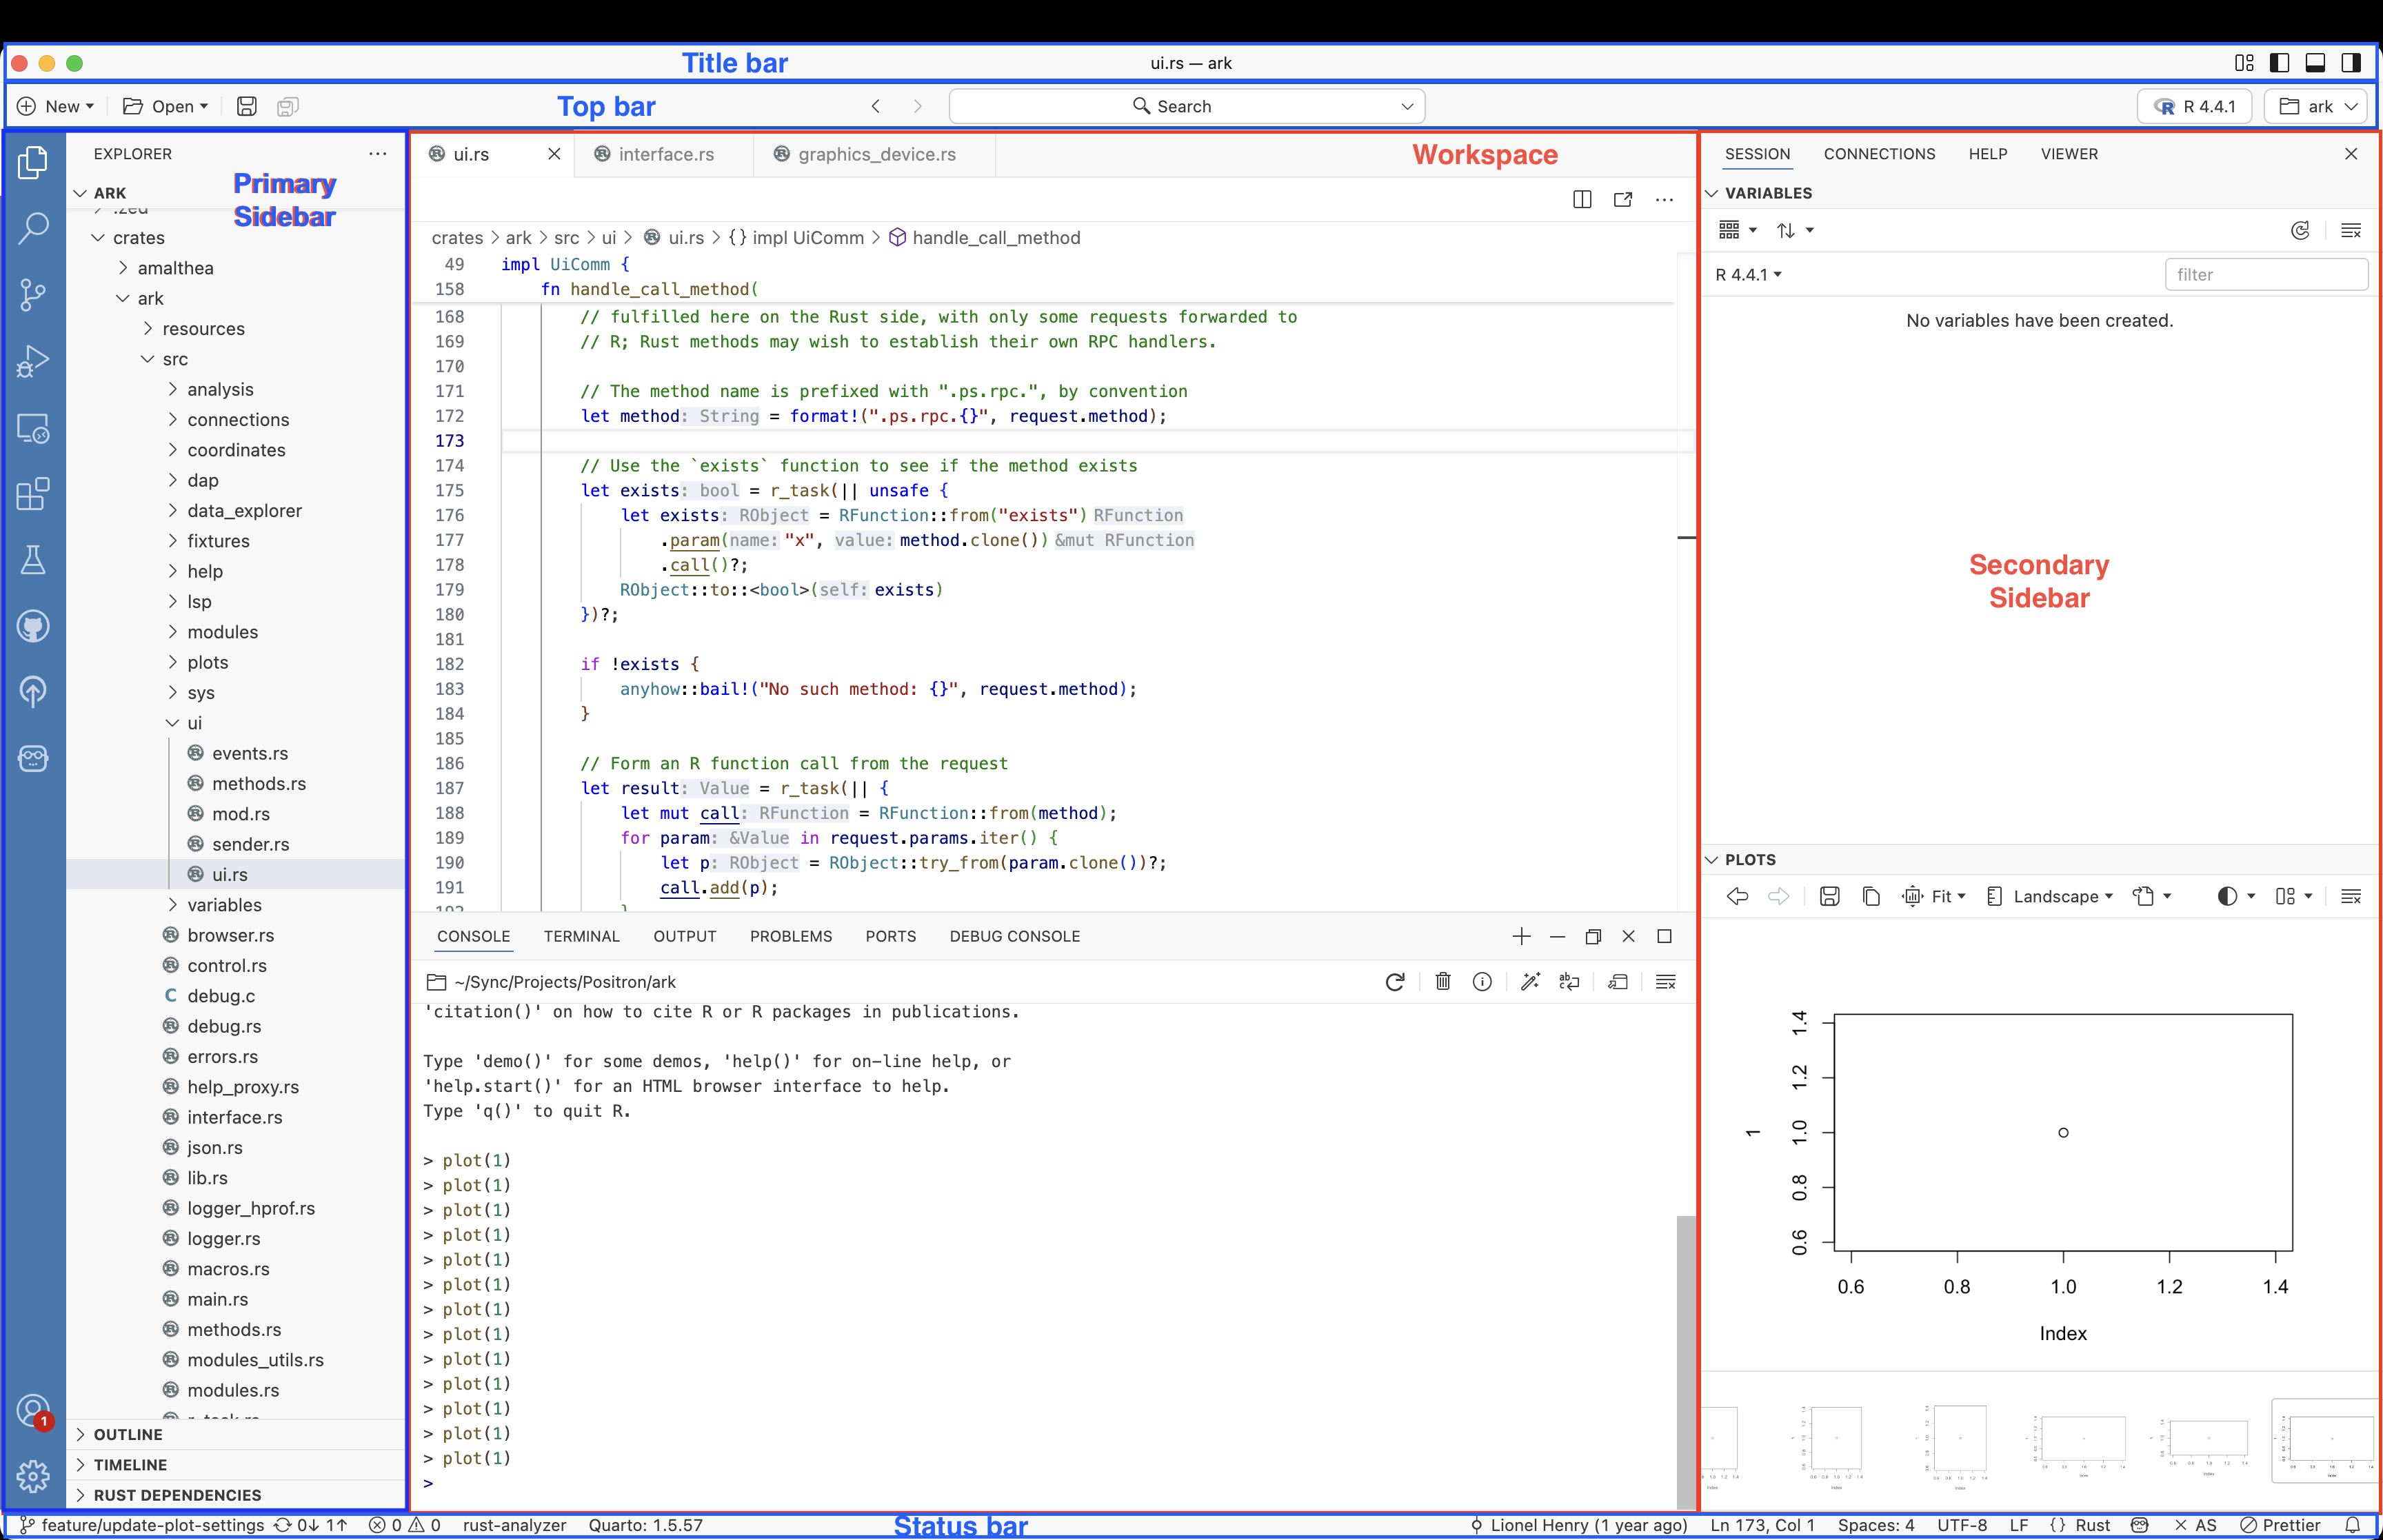 Title bar
ui.rs — ark
New
Open
Top bar
Search
R 4.4.1
ark
EXPLORER
Primary
Sidebar
ARK
.zed
crates
amalthea
ark
resources
src
analysis
connections
coordinates
dap
data_explorer
fixtures
help
lsp
modules
plots
sys
ui
events.rs
methods.rs
mod.rs
sender.rs
ui.rs
variables
browser.rs
control.rs
C debug.c
debug.rs
errors.rs
help_proxy.rs
interface.rs
json.rs
lib.rs
logger_hprof.rs
logger.rs
macros.rs
main.rs
methods.rs
modules_utils.rs
modules.rs
OUTLINE
TIMELINE
RUST DEPENDENCIES
1
ui.rs
interface.rs
graphics_device.rs
Workspace
crates > ark > src > ui > ui.rs > {} impl UiComm > handle_call_method
49 impl UiComm {
158 fn handle_call_method(
168 // fulfilled here on the Rust side, with only some requests forwarded to
169 // R; Rust methods may wish to establish their own RPC handlers.
170
171 // The method name is prefixed with ".ps.rpc.", by convention
172 let method: String = format!(".ps.rpc.{}", request.method);
173
174 // Use the `exists` function to see if the method exists
175 let exists: bool = r_task(|| unsafe {
176 let exists: RObject = RFunction::from("exists") RFunction
177 .param(name: "x", value: method.clone()) &mut RFunction
178 .call()?;
179 RObject::to::<bool>(self: exists)
180 })?;
181
182 if !exists {
183 anyhow::bail!("No such method: {}", request.method);
184 }
185
186 // Form an R function call from the request
187 let result: Value = r_task(|| {
188 let mut call: RFunction = RFunction::from(method);
189 for param: &Value in request.params.iter() {
190 let p: RObject = RObject::try_from(param.clone())?;
191 call.add(p);
192 }
CONSOLE TERMINAL OUTPUT PROBLEMS PORTS DEBUG CONSOLE
~/Sync/Projects/Positron/ark
'citation()' on how to cite R or R packages in publications.
Type 'demo()' for some demos, 'help()' for on-line help, or
'help.start()' for an HTML browser interface to help.
Type 'q()' to quit R.
> plot(1)
> plot(1)
> plot(1)
> plot(1)
> plot(1)
> plot(1)
> plot(1)
> plot(1)
> plot(1)
> plot(1)
> plot(1)
> plot(1)
> plot(1)
>
SESSION CONNECTIONS HELP VIEWER
VARIABLES
R 4.4.1
filter
No variables have been created.
Secondary
Sidebar
PLOTS
Fit
Landscape
1
1.4
1.2
1.0
0.8
0.6
0.6 0.8 1.0 1.2 1.4
Index
feature/update-plot-settings 0↓ 1↑ 0 0 rust-analyzer Quarto: 1.5.57
Status bar
Lionel Henry (1 year ago) Ln 173, Col 1 Spaces: 4 UTF-8 LF {} Rust × AS Prettier